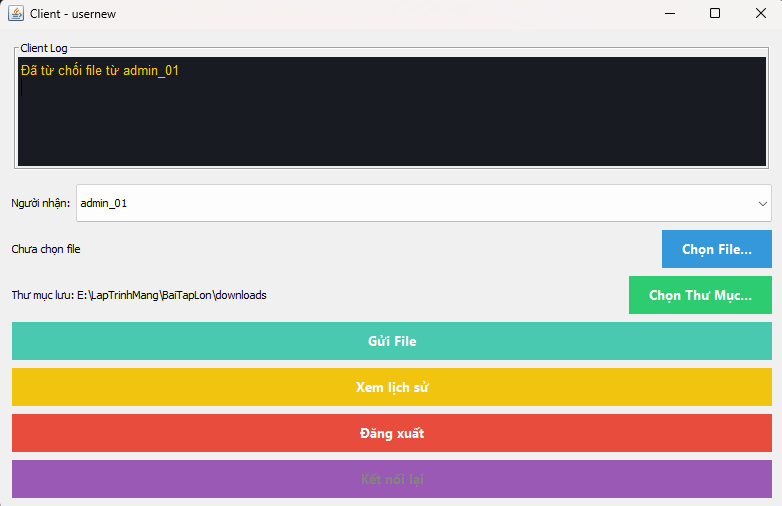 Client - usernew
Client Log
Đã từ chối file từ admin_01
Người nhận: admin_01
Chưa chọn file Chọn File...
Thư mục lưu: E:\LapTrinhMang\BaiTapLon\downloads Chọn Thư Mục...
Gửi File
Xem lịch sử
Đăng xuất
Kết nối lại